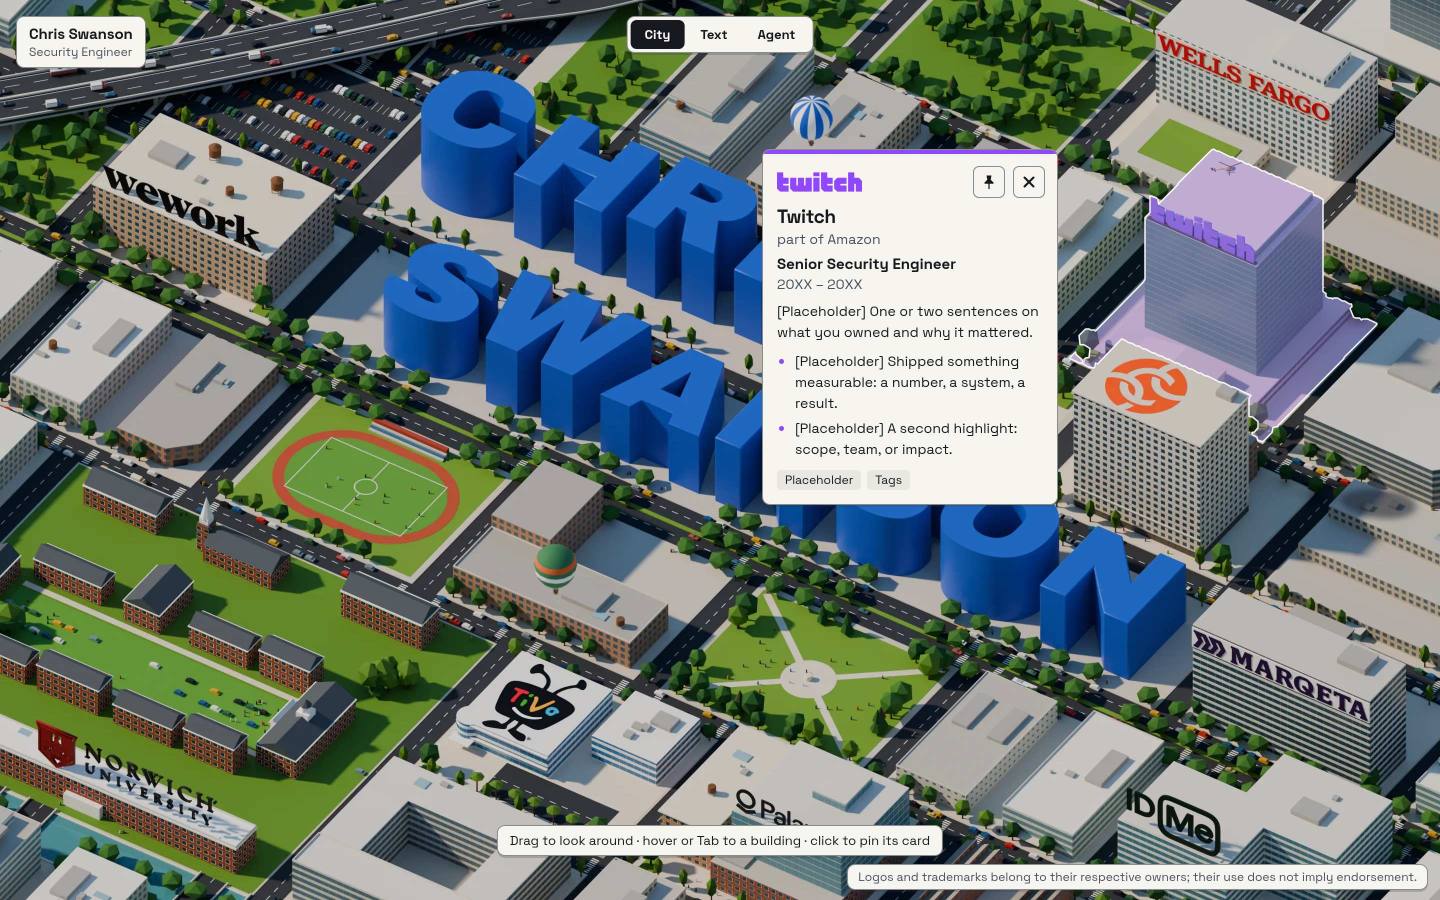 Chris Swanson
Security Engineer
City Text Agent
WELLS FARGO
wework
CHR
SWA
ON
twitch
twitch
Twitch
part of Amazon
Senior Security Engineer
20XX – 20XX
[Placeholder] One or two sentences on
what you owned and why it mattered.
• [Placeholder] Shipped something
measurable: a number, a system, a
result.
• [Placeholder] A second highlight:
scope, team, or impact.
Placeholder Tags
MARQETA
TiVo
NORWICH
UNIVERSITY
ID Me
Drag to look around · hover or Tab to a building · click to pin its card
Logos and trademarks belong to their respective owners; their use does not imply endorsement.